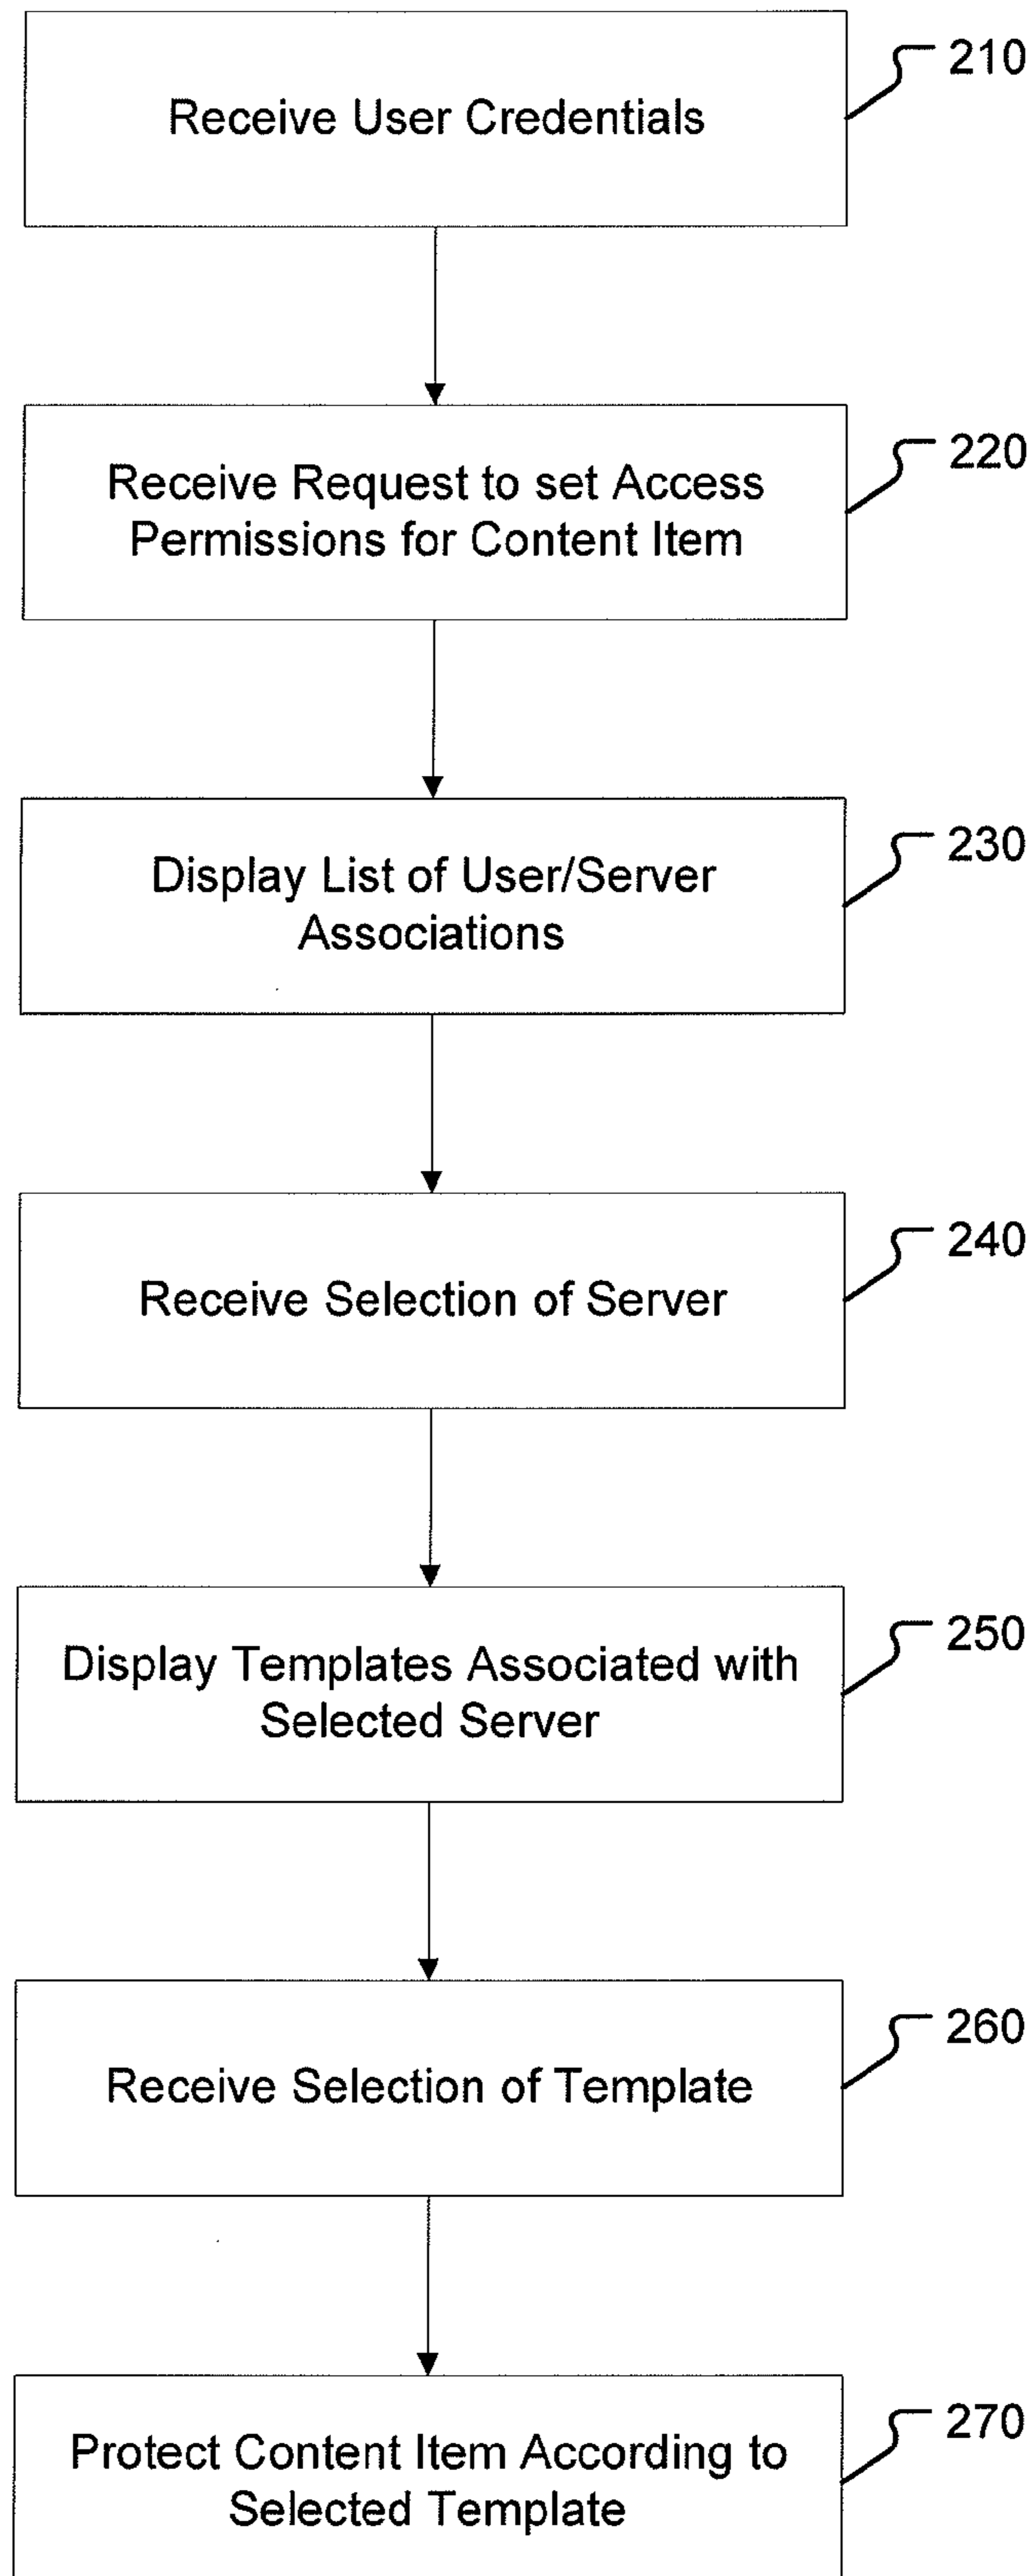 Receive User Credentials
210
Receive Request to set Access
Permissions for Content Item
220
Display List of User/Server
Associations
230
Receive Selection of Server
240
Display Templates Associated with
Selected Server
250
Receive Selection of Template
260
Protect Content Item According to
Selected Template
270